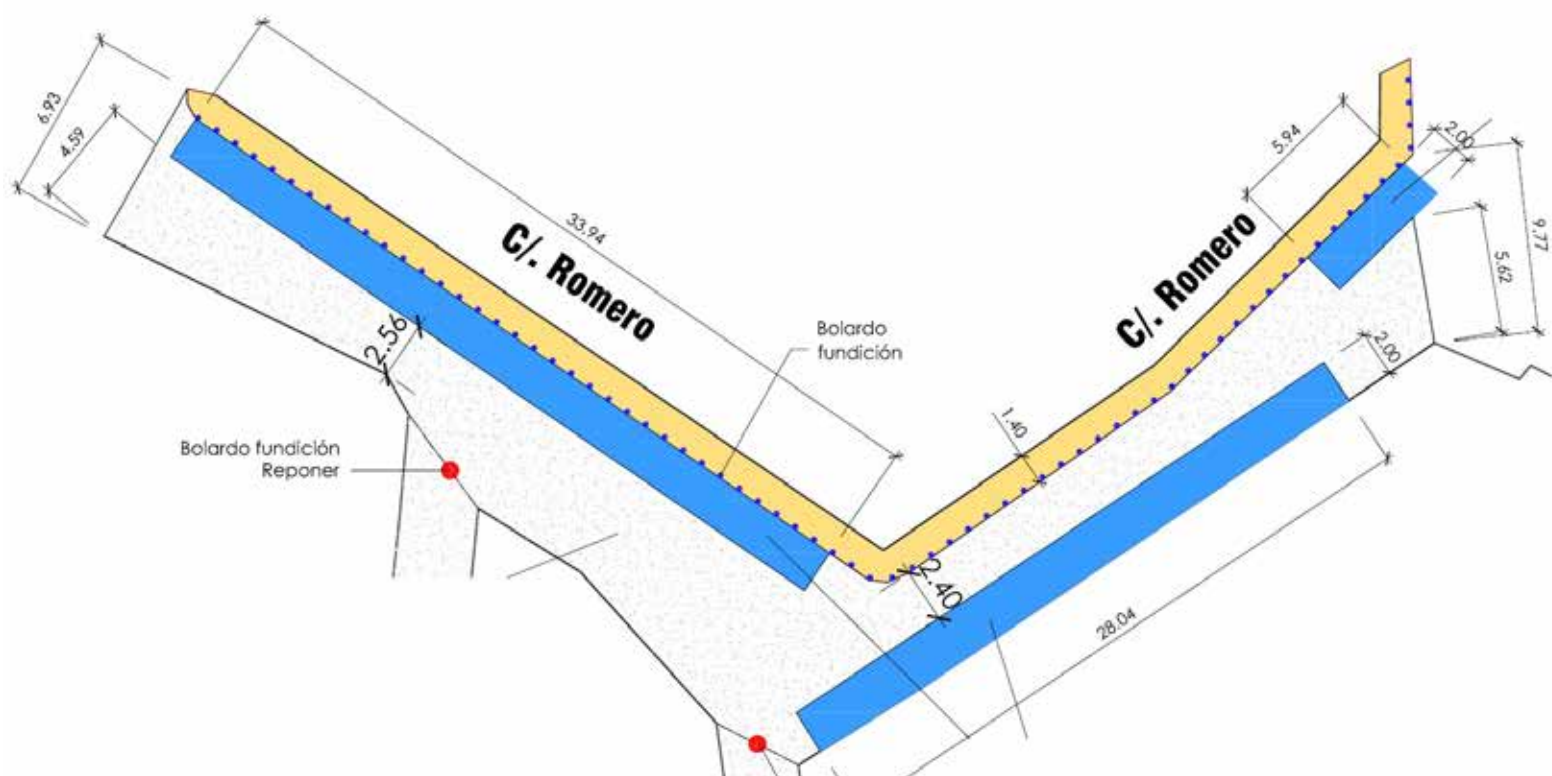 6.93
4.59
33.94
C/. Romero
2.56
Bolardo
fundición
Bolardo fundición
Reponer
5.94
2.00
C/. Romero
9.77
5.62
2.00
1.40
2.40
28.04